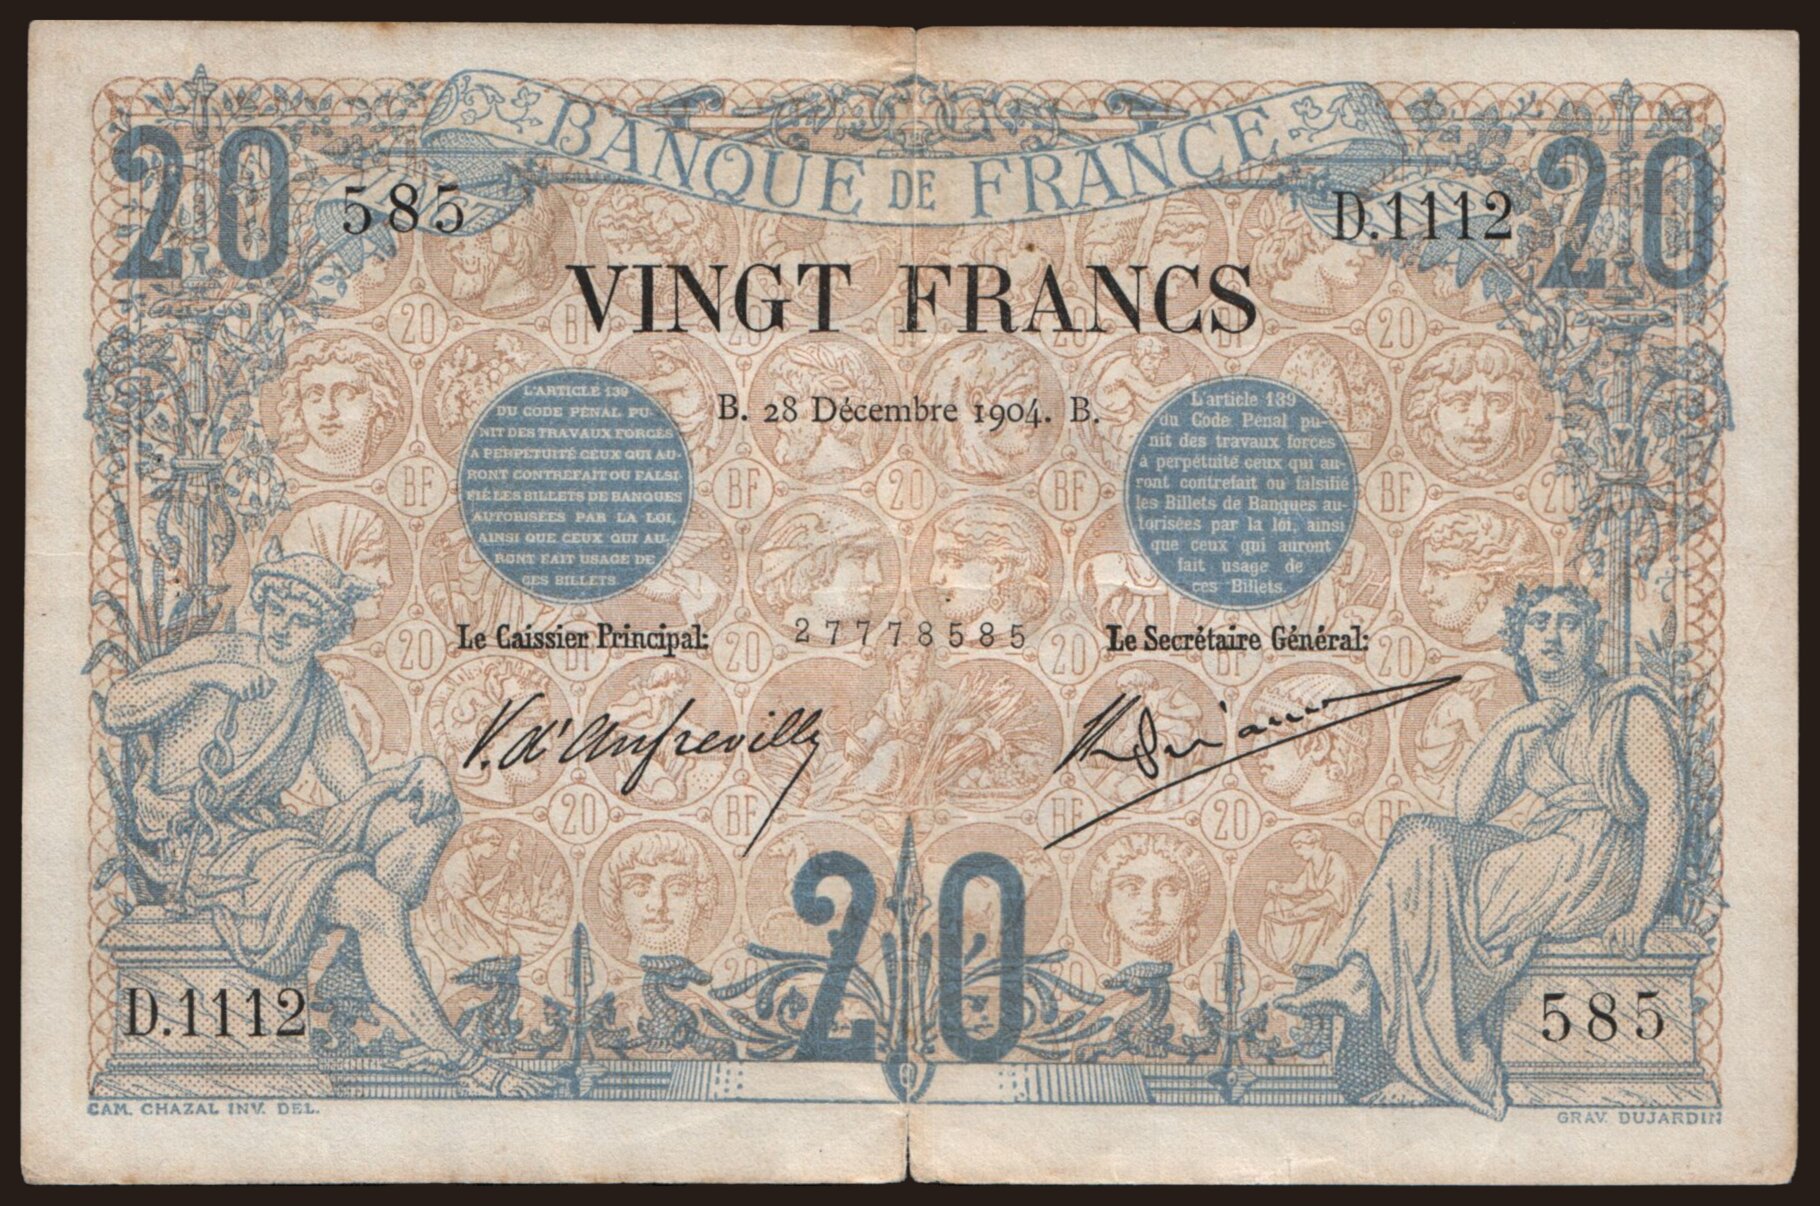 BANQUE DE FRANCE
20
20
585
D.1112
VINGT FRANCS
B. 28 Décembre 1904. B.
L'ARTICLE 139
DU CODE PÉNAL PU-
NIT DES TRAVAUX FORCÉS
A PERPÉTUITÉ CEUX QUI AU-
RONT CONTREFAIT OU FALSI-
FIÉ LES BILLETS DE BANQUES
AUTORISÉES PAR LA LOI,
AINSI QUE CEUX QUI AU-
RONT FAIT USAGE DE
CES BILLETS.
L'article 139
du Code Pénal pu-
nit des travaux forcés
à perpétuité ceux qui au-
ront contrefait ou falsifié
les Billets de Banques au-
torisées par la loi, ainsi
que ceux qui auront
fait usage de
ces Billets.
Le Caissier Principal:
27778585
Le Secrétaire Général:
V. d'Anfreville
20
D.1112
585
CAM. CHAZAL INV. DEL.
GRAV. DUJARDIN